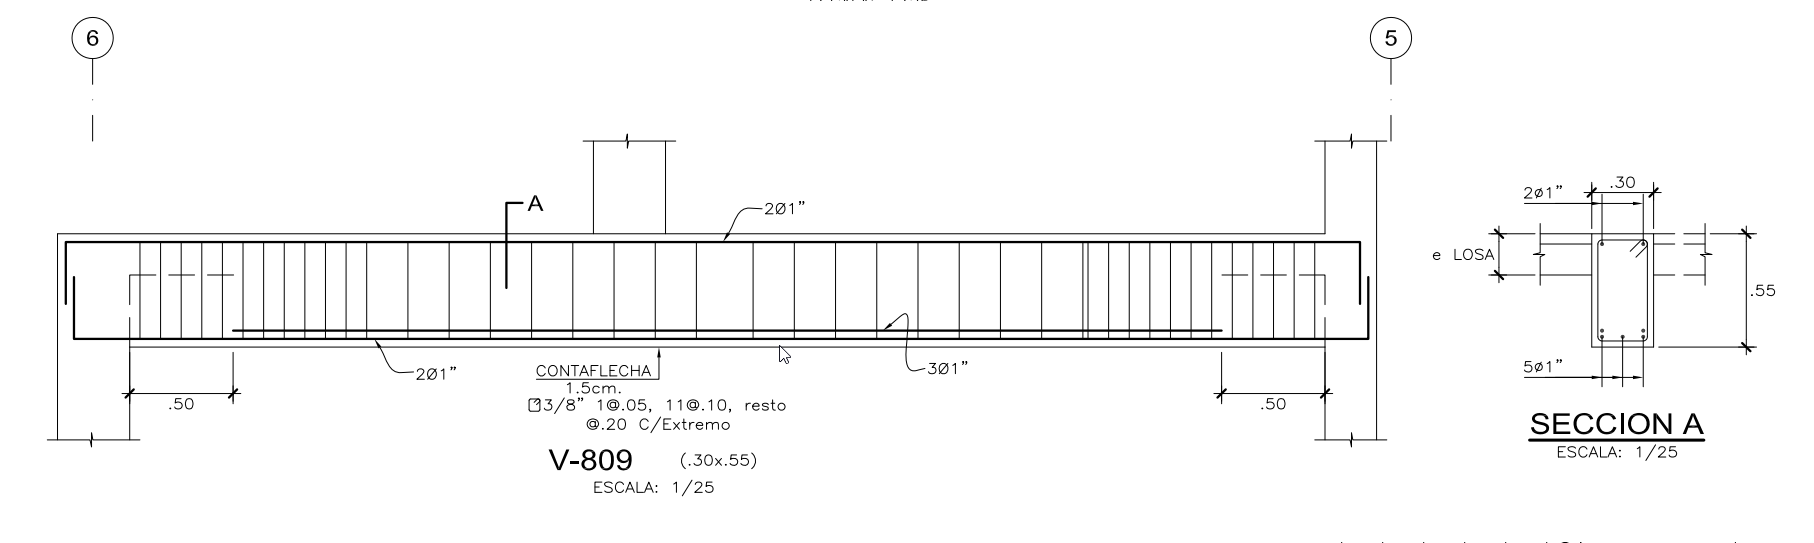 6
5
A
2Ø1"
2Ø1"
3Ø1"
CONTAFLECHA
1.5cm.
3/8" 1@.05, 11@.10, resto
@.20 C/Extremo
.50
.50
V-809 (.30x.55)
ESCALA: 1/25
.30
2ø1"
e LOSA
.55
5ø1"
SECCION A
ESCALA: 1/25